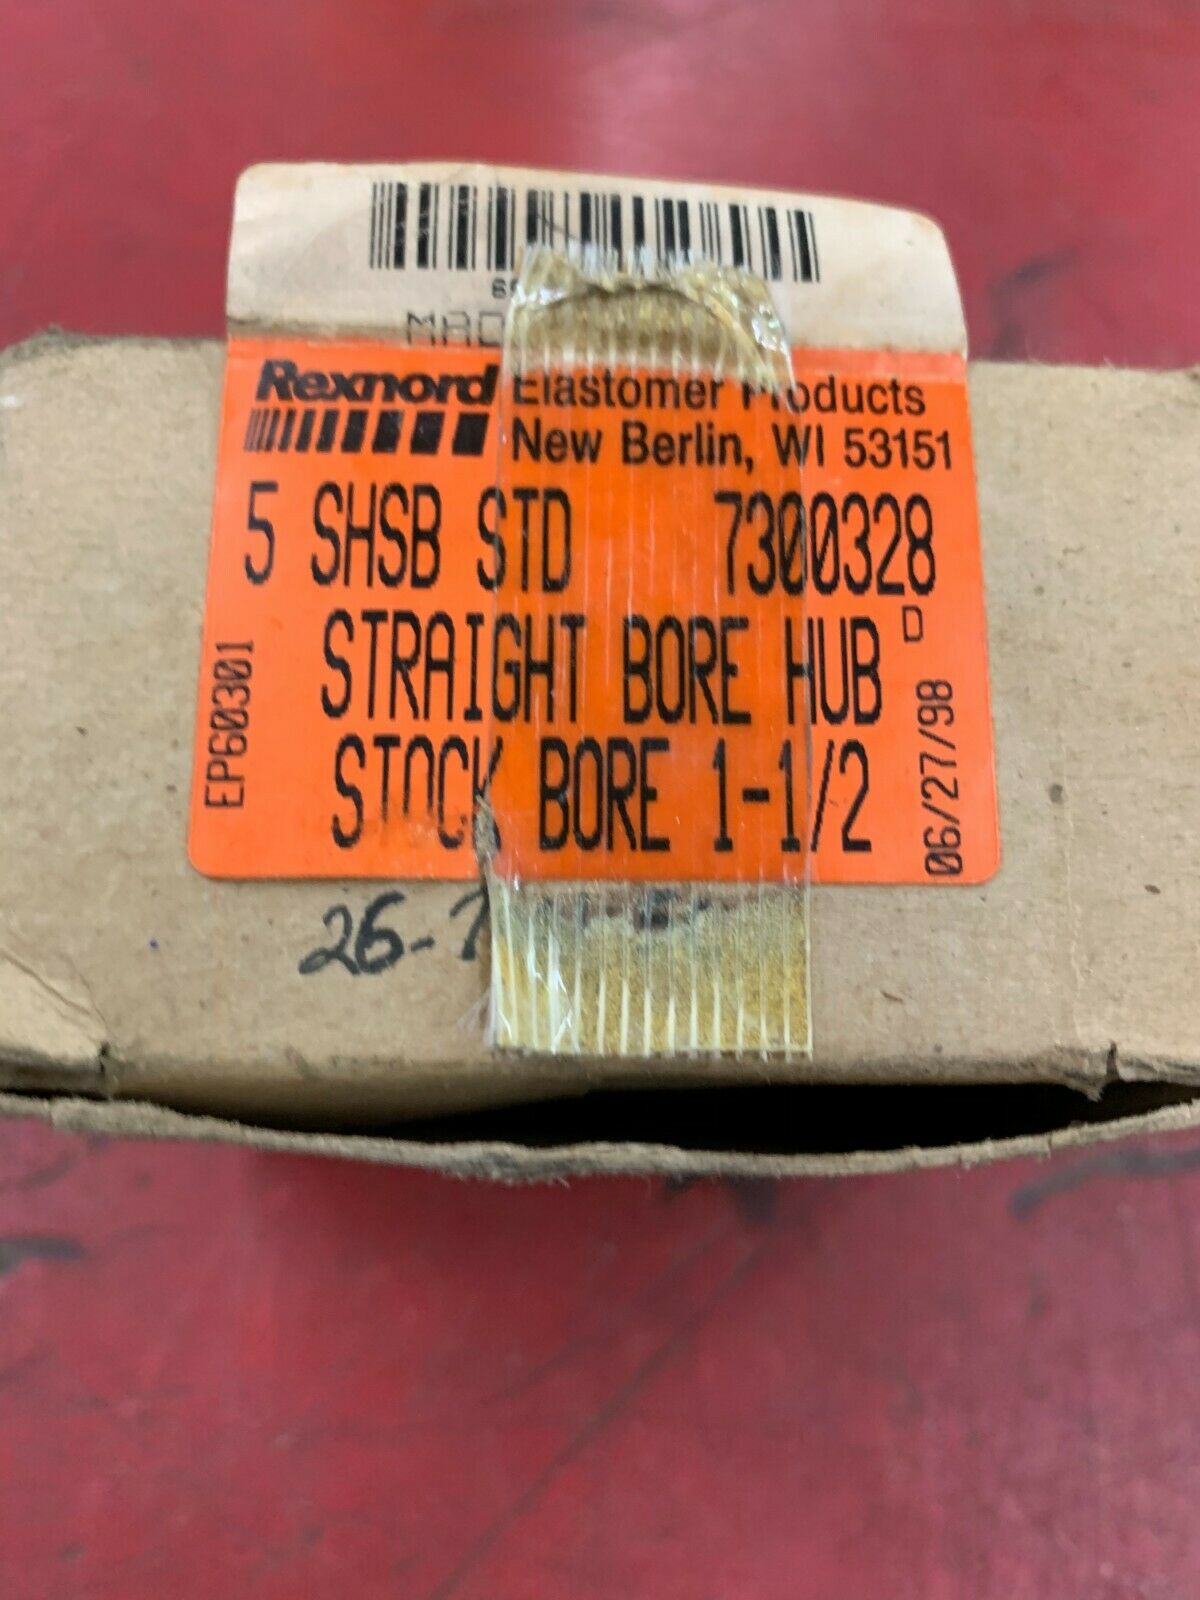 Rexnord Elastomer Products
New Berlin, WI 53151
5 SHSB STD 7300328
STRAIGHT BORE HUB D
STOCK BORE 1-1/2
EP60301
06/27/98
26-